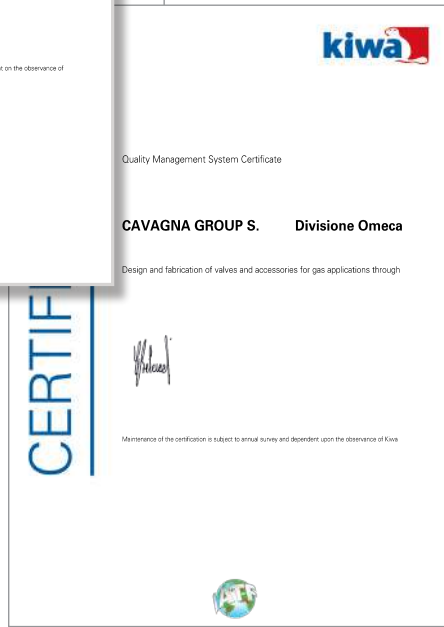 kiwa
t on the observance of
Quality Management System Certificate
CAVAGNA GROUP S. Divisione Omeca
Design and fabrication of valves and accessories for gas applications through
CERTIFI
Maintenance of the certification is subject to annual survey and dependent upon the observance of Kiwa